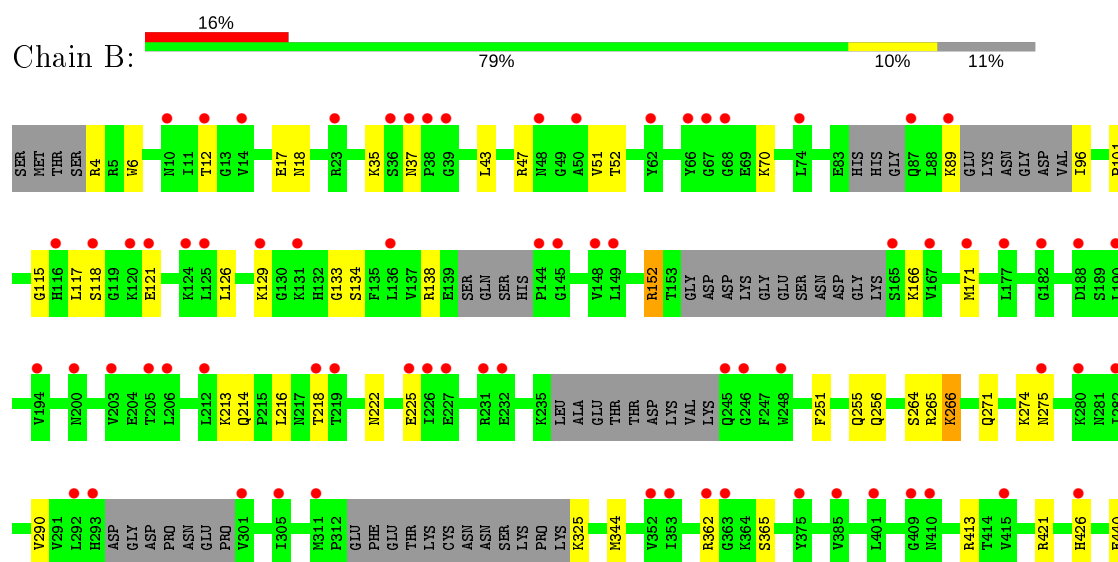 16%
Chain B:
79% 10% 11%
SER MET THR SER R4 R5 W6 N10 I11 T12 G13 V14 E17 N18 R23 K35 S36 N37 P38 G39 L43 R47 N48 G49 A50 V51 T52 Y62 Y66 G67 G68 E69 K70 L74 E83 HIS HIS GLY Q87 L88 K89 GLU LYS ASN GLY ASP VAL I96
G115 H116 L117 S118 G119 K120 E121 K124 L125 L126 K129 G130 K131 H132 G133 S134 F135 L136 V137 R138 E139 SER GLN SER HIS P144 G145 V148 L149 R152 T153 GLY ASP ASP LYS GLY GLU SER ASN ASP GLY LYS S165 K166 V167 M171 L177 G182 D188 S189 L190
V194 N200 V203 E204 T205 L206 L212 K213 Q214 P215 L216 N217 T218 T219 N222 E225 I226 E227 R231 E232 K235 LEU ALA GLU THR THR ASP LYS VAL LYS Q245 G246 F247 W248 F251 Q255 Q256 S264 R265 K266 Q271 K274 N275 K280 N281
V290 V291 L292 H293 ASP GLY ASP PRO ASN GLU PRO V301 I305 M311 P312 GLU PHE GLU THR LYS CYS ASN ASN SER LYS PRO LYS K325 M344 V352 I353 R362 G363 K364 S365 Y375 V385 L401 G409 N410 R413 T414 V415 R421 H426